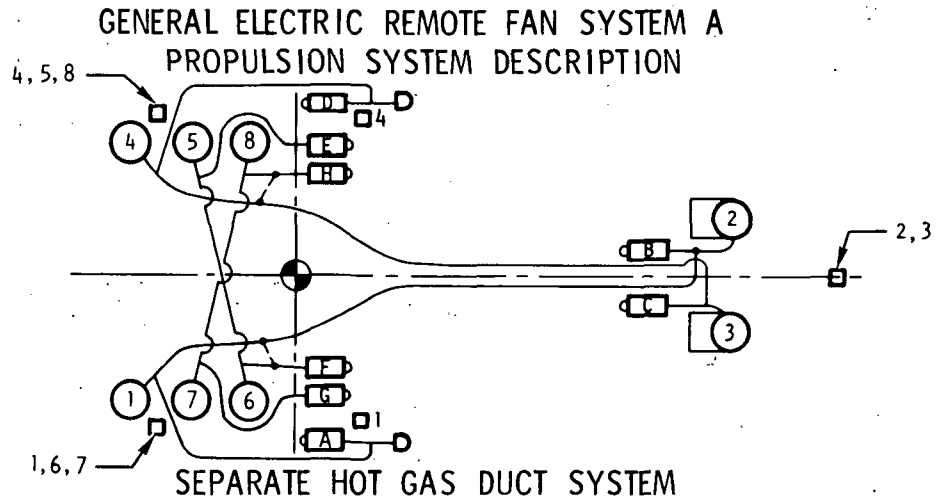 GENERAL ELECTRIC REMOTE FAN SYSTEM A
PROPULSION SYSTEM DESCRIPTION
4, 5, 8
D
4
4
5
8
E
H
2
B
2, 3
C
3
F
1
7
6
G
1
A
1, 6, 7
SEPARATE HOT GAS DUCT SYSTEM